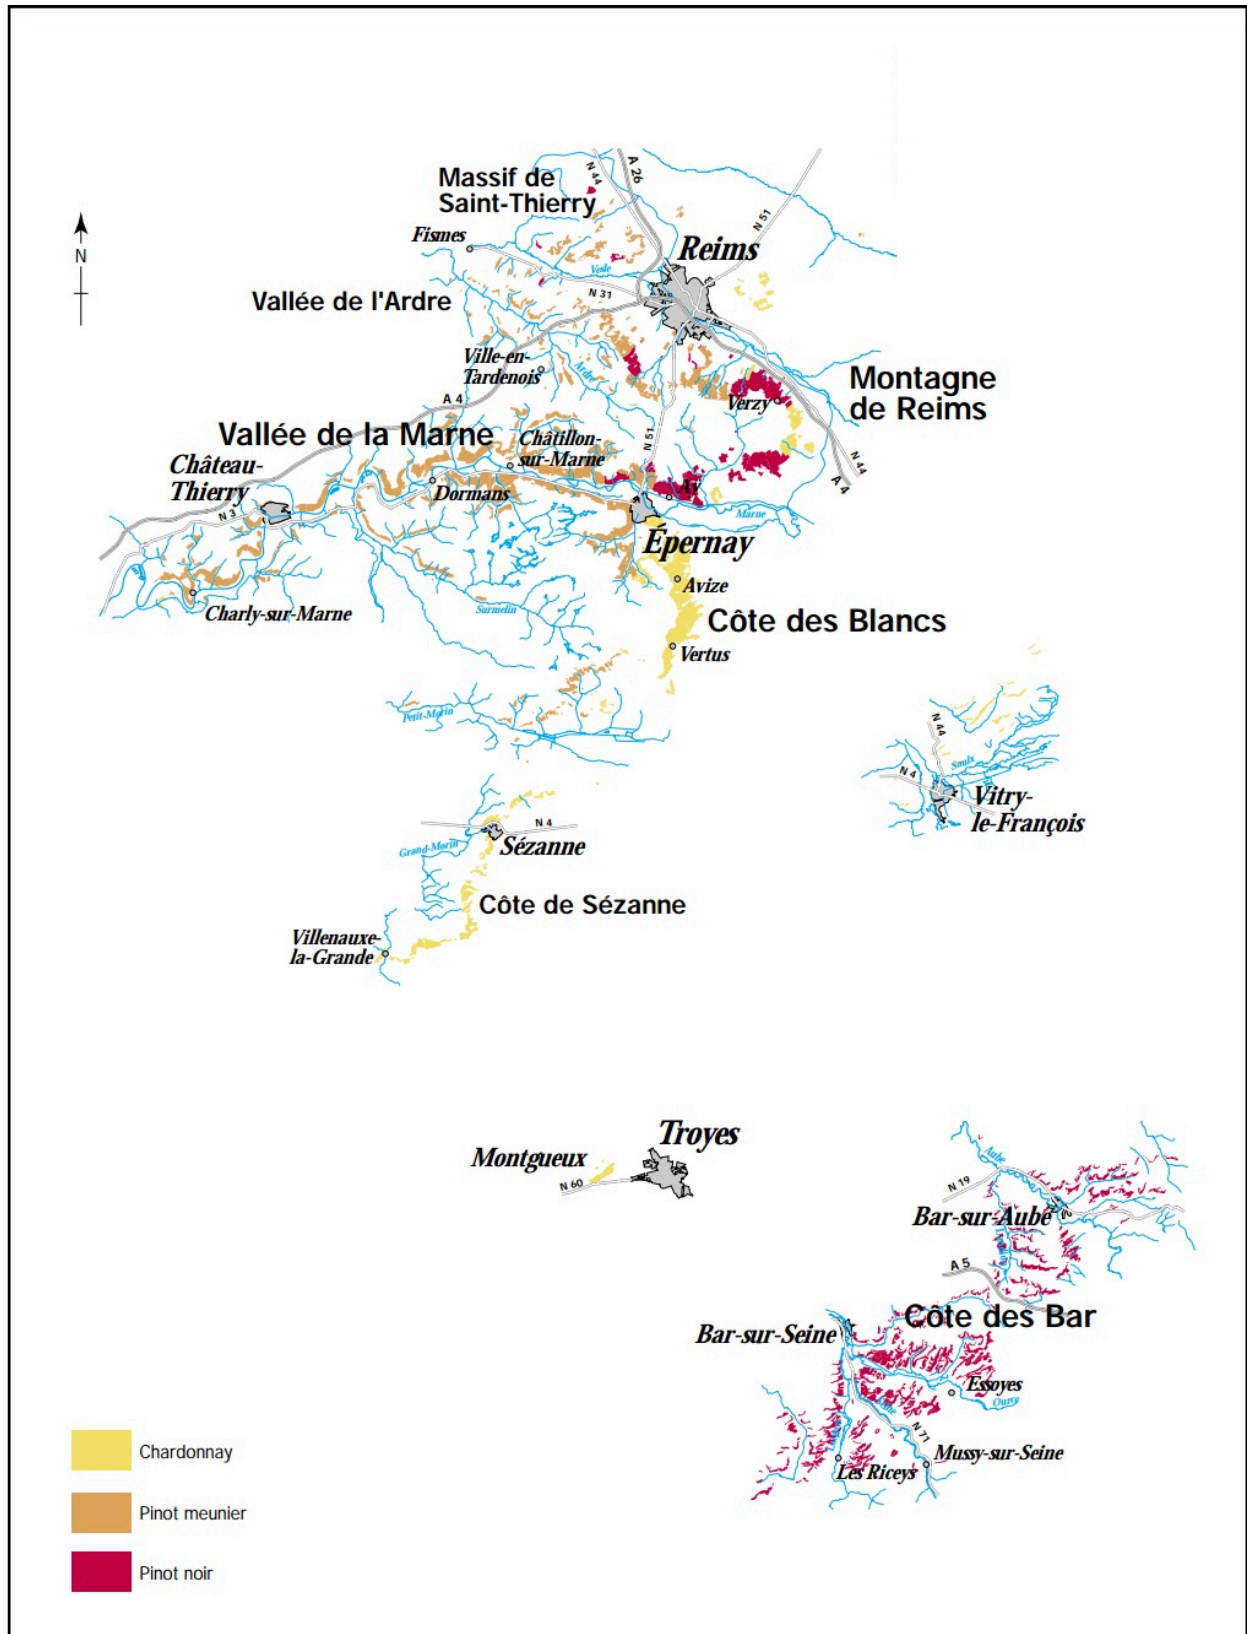 Massif de
Saint-Thierry
N 44
A 26
N 51
Fismes
Reims
Vesle
N
N 31
Vallée de l'Ardre
Ville-en-
Tardenois
Ardre
Montagne
de Reims
A 4
Verzy
Vallée de la Marne
N 51
Châtillon-
sur-Marne
N 44
A 4
Château-
Thierry
Dormans
Ay
N 3
Marne
Épernay
Avize
Charly-sur-Marne
Surmelin
Côte des Blancs
Vertus
Petit-Morin
N 44
Saulx
N 4
Vitry-
le-François
N 4
Grand-Morin
Sézanne
Côte de Sézanne
Villenauxe-
la-Grande
Troyes
Montgueux
N 60
Aube
N 19
Bar-sur-Aube
A 5
Côte des Bar
Bar-sur-Seine
Essoyes
Ource
N 71
Mussy-sur-Seine
Les Riceys
Chardonnay
Pinot meunier
Pinot noir